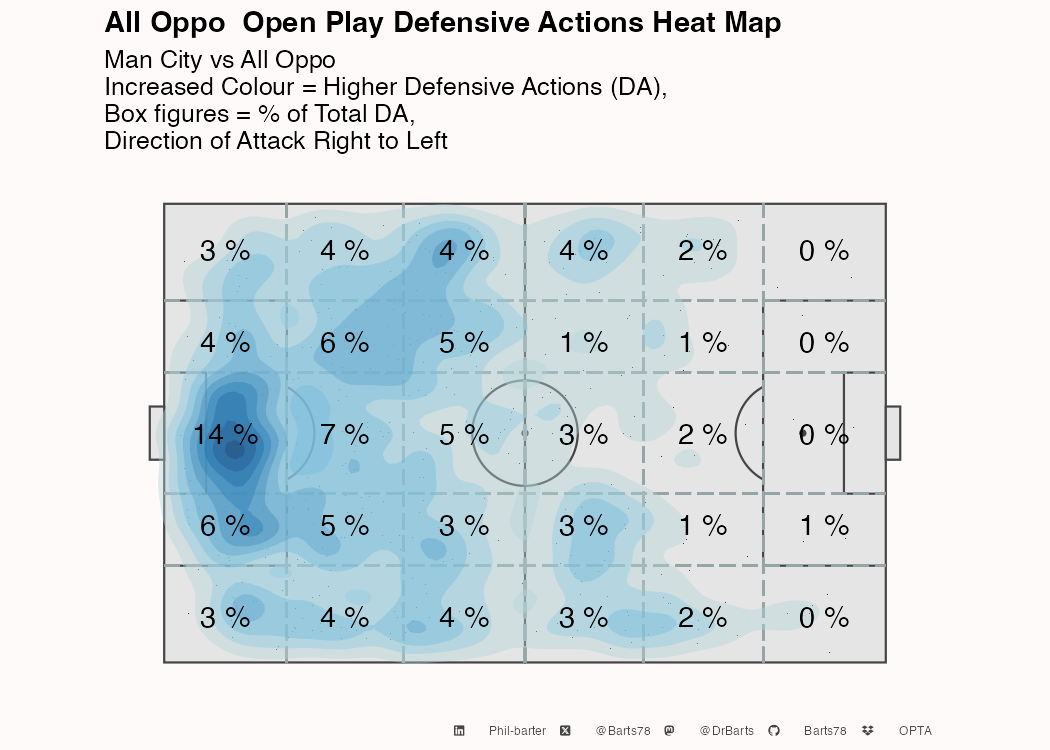 All Oppo  Open Play Defensive Actions Heat Map
Man City vs All Oppo
Increased Colour = Higher Defensive Actions (DA),
Box figures = % of Total DA,
Direction of Attack Right to Left
3 % 4 % 4 % 4 % 2 % 0 %
4 % 6 % 5 % 1 % 1 % 0 %
14 % 7 % 5 % 3 % 2 % 0 %
6 % 5 % 3 % 3 % 1 % 1 %
3 % 4 % 4 % 3 % 2 % 0 %
Phil-barter @Barts78 @DrBarts Barts78 OPTA